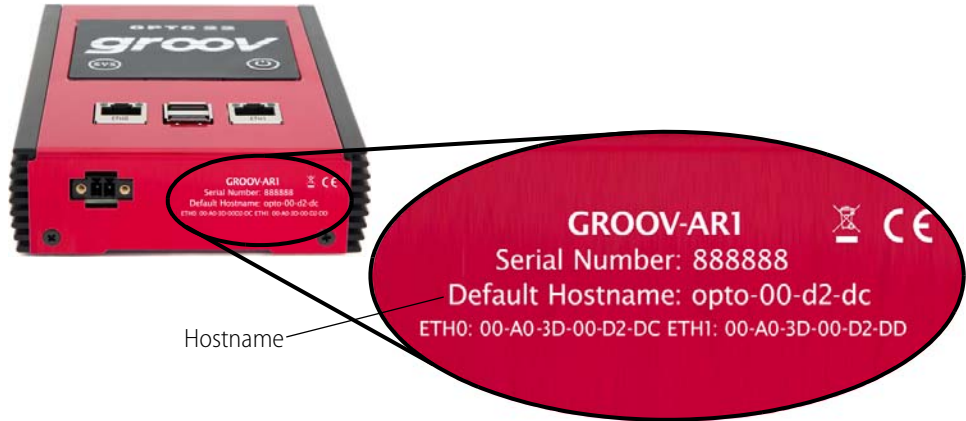 OPTO 22
groov
SYS
ETH0
ETH1
GROOV-AR1
Serial Number: 888888
Default Hostname: opto-00-d2-dc
ETH0: 00-A0-3D-00D2-DC ETH1: 00-A0-3D-00-D2-DD
CE
GROOV-AR1
CE
Serial Number: 888888
Default Hostname: opto-00-d2-dc
ETH0: 00-A0-3D-00-D2-DC ETH1: 00-A0-3D-00-D2-DD
Hostname